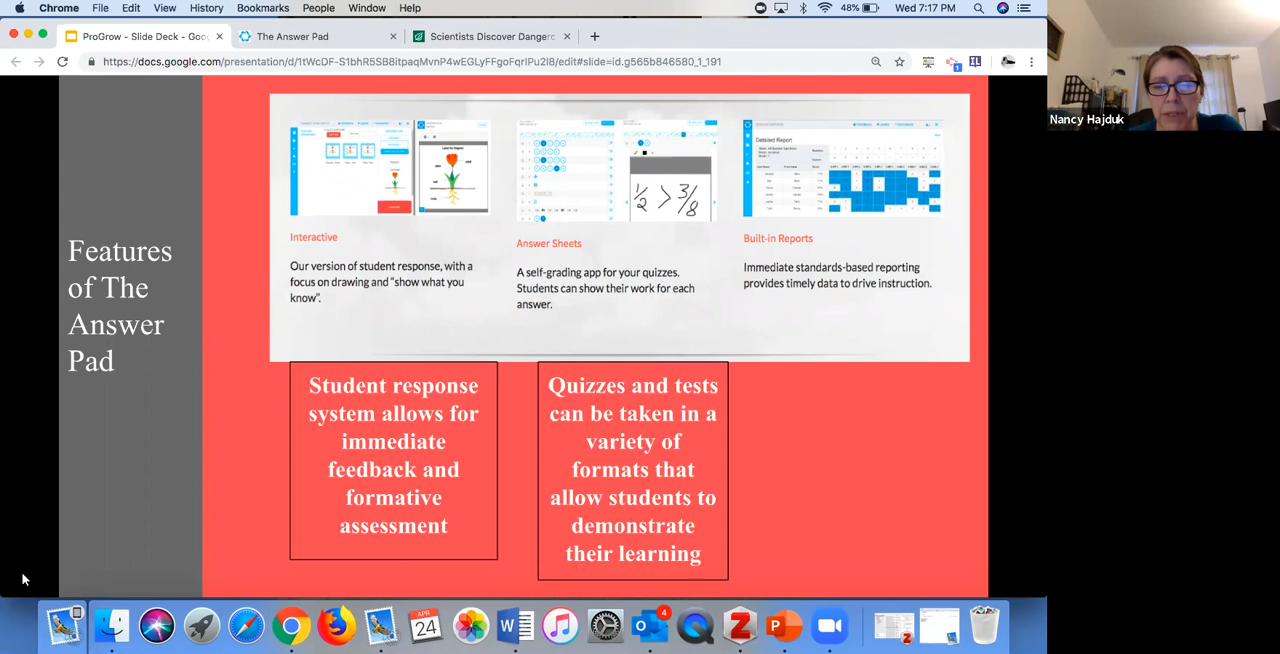 Chrome File Edit View History Bookmarks People Window Help 48% Wed 7:17 PM
ProGrow - Slide Deck - Goo The Answer Pad Scientists Discover Dangero
https://docs.google.com/presentation/d/1tWcDF-S1bhR5SB8itpaqMvnP4wEGLyFFgoFqrlPu2I8/edit#slide=id.g565b846580_1_191
Nancy Hajduk
Features
of The
Answer
Pad
1/2 > 3/8
Detailed Report
Interactive
Our version of student response, with a
focus on drawing and "show what you
know".
Answer Sheets
A self-grading app for your quizzes.
Students can show their work for each
answer.
Built-in Reports
Immediate standards-based reporting
provides timely data to drive instruction.
Student response
system allows for
immediate
feedback and
formative
assessment
Quizzes and tests
can be taken in a
variety of
formats that
allow students to
demonstrate
their learning
APR
24
4